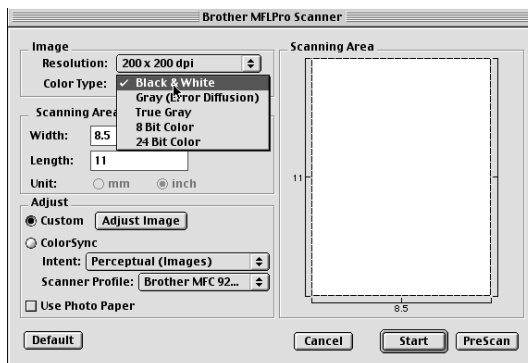 Brother MFLPro Scanner
Image
Resolution: 200 x 200 dpi
Color Type: ✓ Black & White
Gray (Error Diffusion)
True Gray
8 Bit Color
24 Bit Color
Scanning Area
Width: 8.5
Length: 11
Unit: mm inch
Adjust
Custom Adjust Image
ColorSync
Intent: Perceptual (Images)
Scanner Profile: Brother MFC 92...
Use Photo Paper
Default
Scanning Area
11
8.5
Cancel Start PreScan